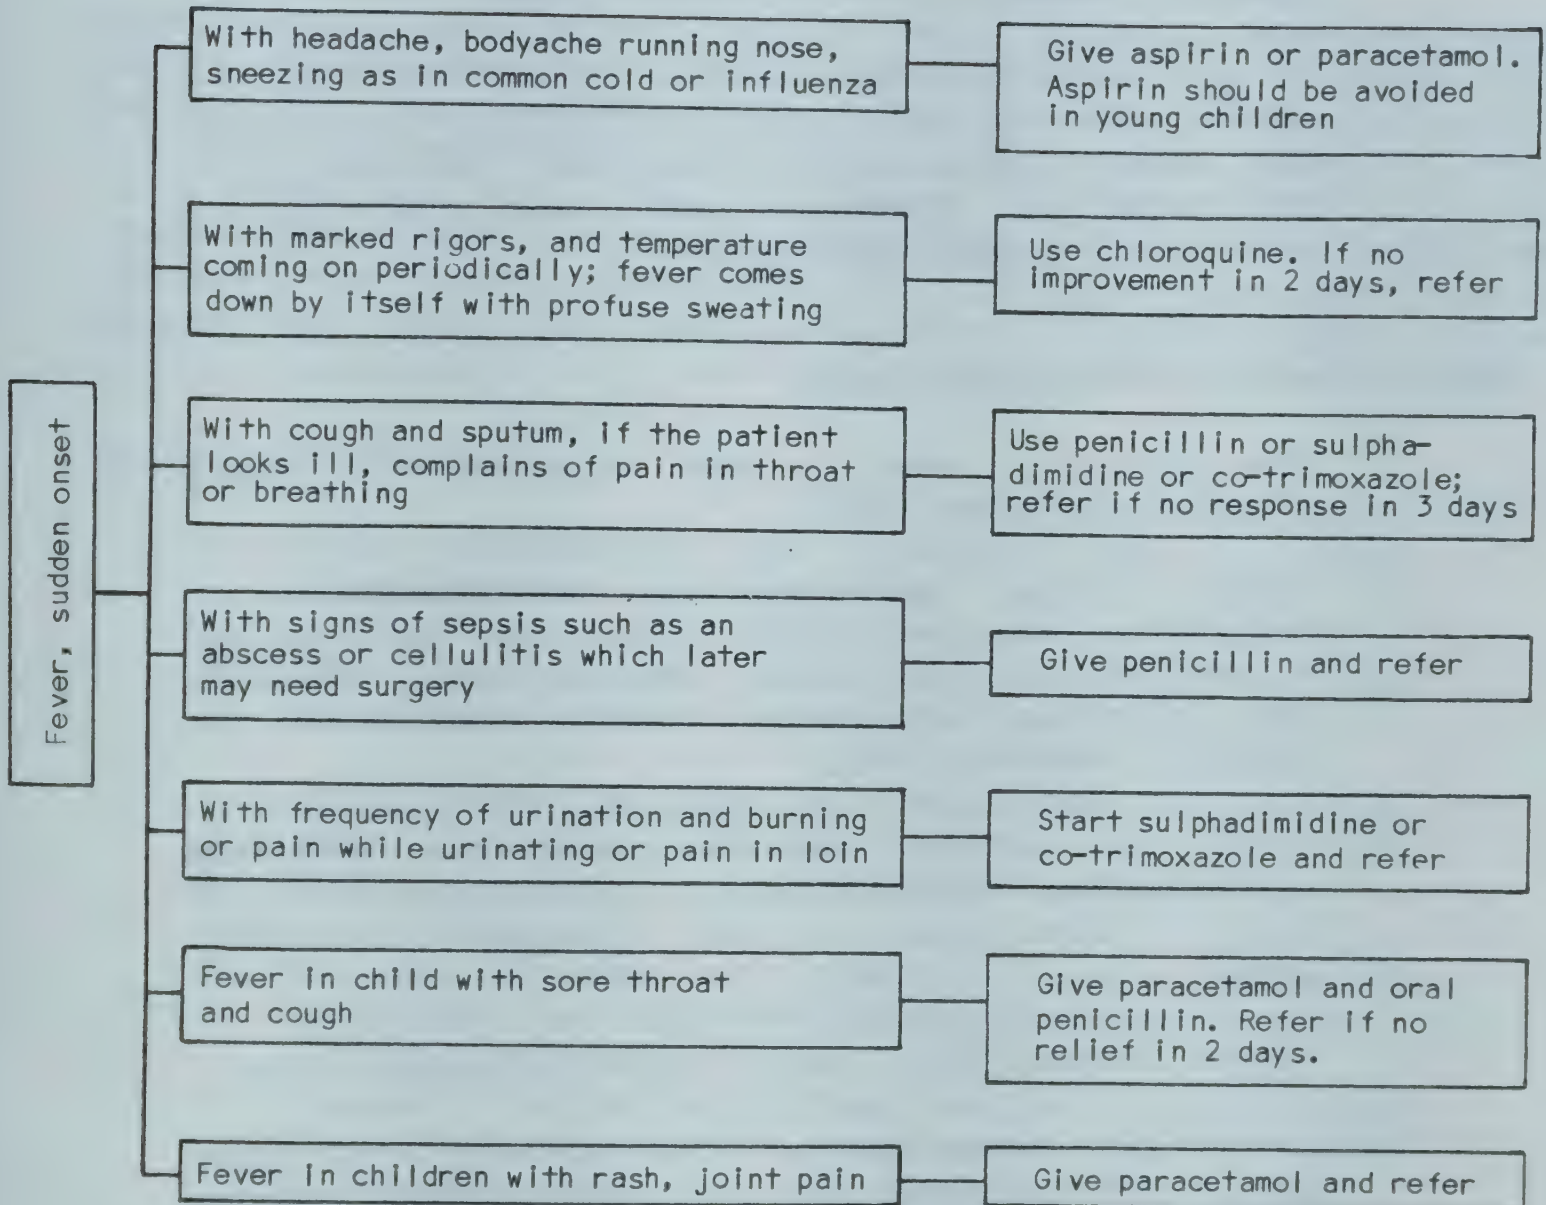 Fever, sudden onset
With headache, bodyache running nose,
sneezing as in common cold or influenza
Give aspirin or paracetamol.
Aspirin should be avoided
in young children
With marked rigors, and temperature
coming on periodically; fever comes
down by itself with profuse sweating
Use chloroquine. If no
improvement in 2 days, refer
With cough and sputum, if the patient
looks ill, complains of pain in throat
or breathing
Use penicillin or sulpha-
dimidine or co-trimoxazole;
refer if no response in 3 days
With signs of sepsis such as an
abscess or cellulitis which later
may need surgery
Give penicillin and refer
With frequency of urination and burning
or pain while urinating or pain in loin
Start sulphadimidine or
co-trimoxazole and refer
Fever in child with sore throat
and cough
Give paracetamol and oral
penicillin. Refer if no
relief in 2 days.
Fever in children with rash, joint pain
Give paracetamol and refer